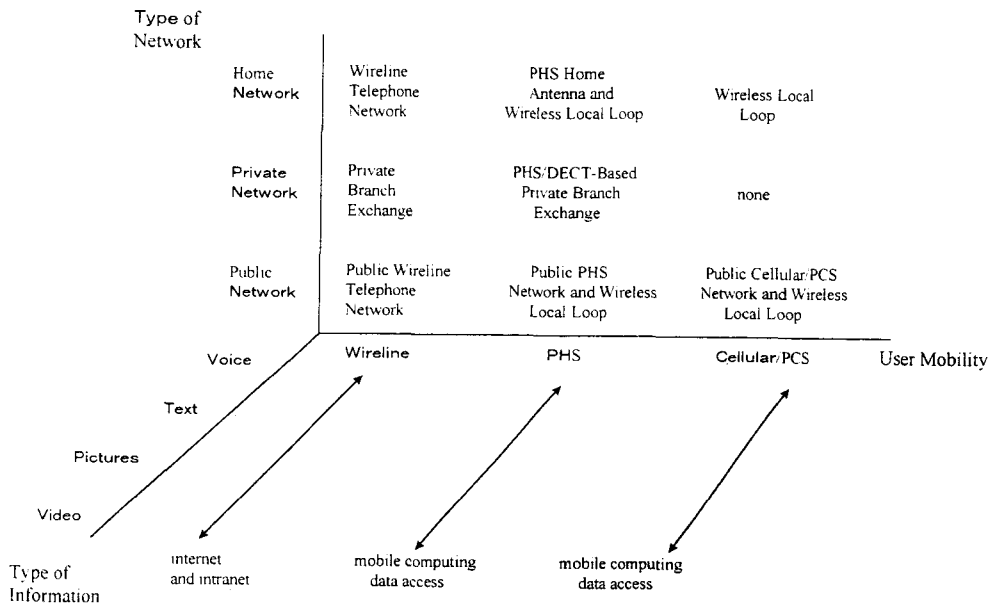 Type of
Network
Home
Network
Wireline
Telephone
Network
PHS Home
Antenna and
Wireless Local Loop
Wireless Local
Loop
Private
Network
Private
Branch
Exchange
PHS/DECT-Based
Private Branch
Exchange
none
Public
Network
Public Wireline
Telephone
Network
Public PHS
Network and Wireless
Local Loop
Public Cellular/PCS
Network and Wireless
Local Loop
Voice
Wireline
PHS
Cellular/PCS
User Mobility
Text
Pictures
Video
Type of
Information
internet
and intranet
mobile computing
data access
mobile computing
data access